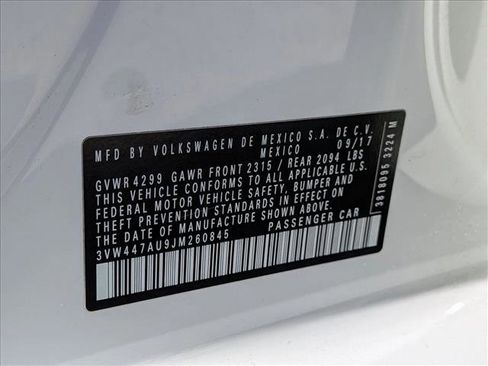 MFD BY VOLKSWAGEN DE MEXICO S.A. DE C.V.
MEXICO 09/17
GVWR 4299 GAWR FRONT 2315 / REAR 2094 LBS
THIS VEHICLE CONFORMS TO ALL APPLICABLE U.S.
FEDERAL MOTOR VEHICLE SAFETY, BUMPER AND
THEFT PREVENTION STANDARDS IN EFFECT ON
THE DATE OF MANUFACTURE SHOWN ABOVE.
3VW447AU9JM260845 PASSENGER CAR
3818095 3224 M